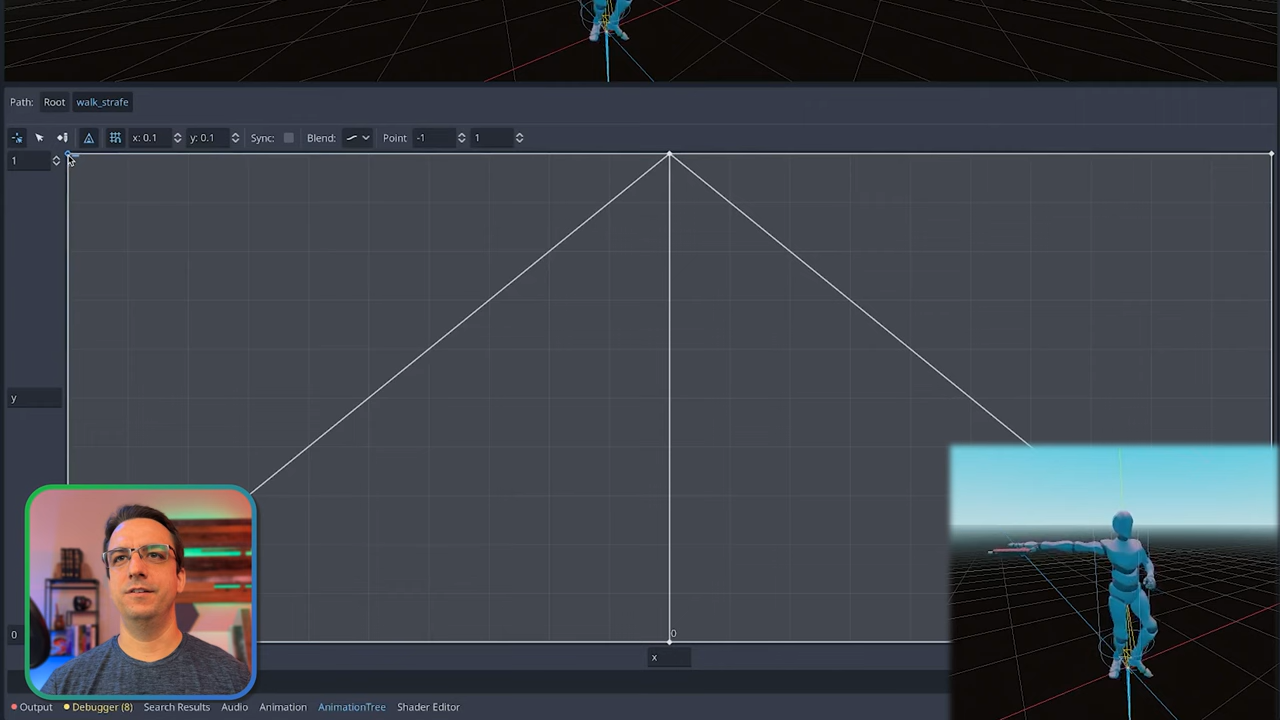 Path: Root walk_strafe
x: 0.1 y: 0.1 Sync: Blend: Point -1 1
1
y
0
0
x
Output Debugger (8) Search Results Audio Animation AnimationTree Shader Editor